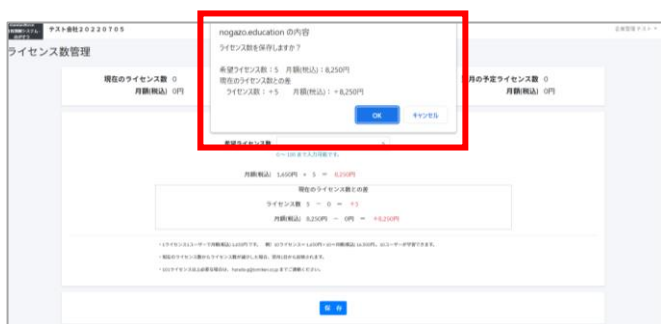 テスト会社20220705
企業管理 テスト
ライセンス数管理
nogazo.education の内容
ライセンス数を保存しますか？
希望ライセンス数：5 月額(税込)：8,250円
現在のライセンス数との差
ライセンス数：+5 月額(税込)：+8,250円
OK キャンセル
現在のライセンス数 0
月額(税込) 0円
月の予定ライセンス数 0
月額(税込) 0円
希望ライセンス数 5
月額(税込) 1,650円 × 5 = 8,250円
現在のライセンス数との差
ライセンス数 5 － 0 = +5
月額(税込) 8,250円 － 0円 = +8,250円
保 存